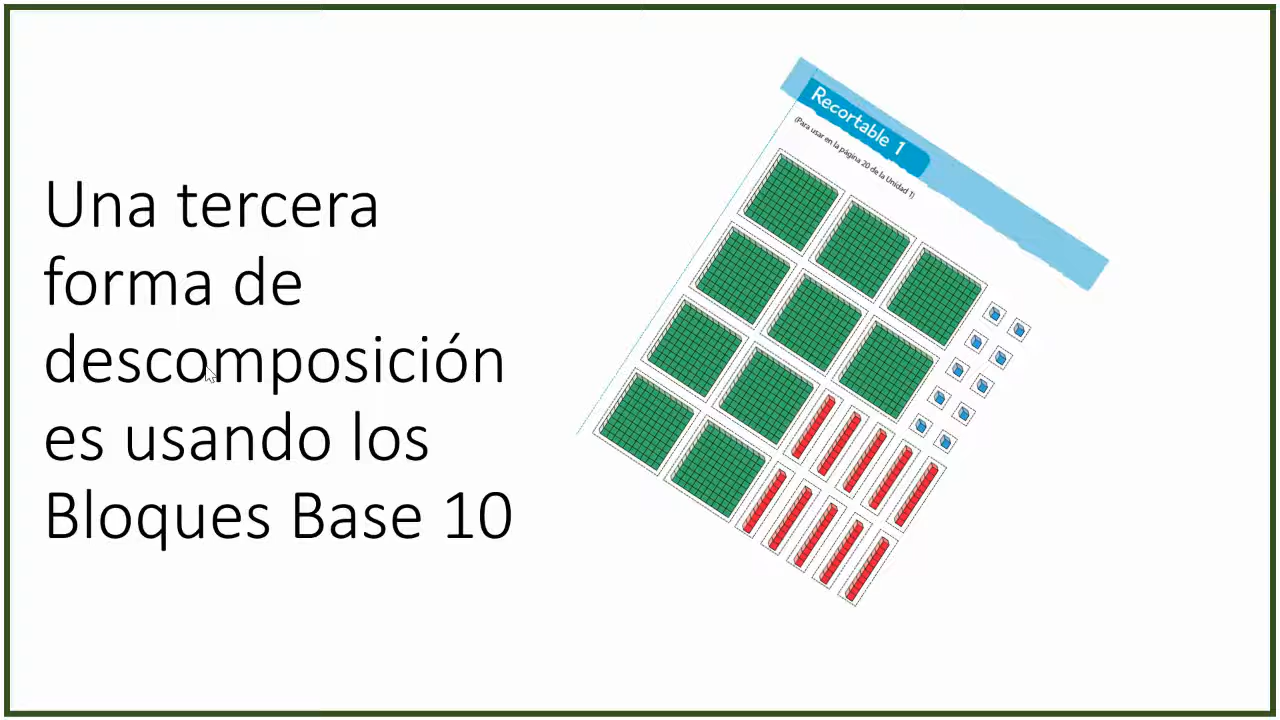 Una tercera
forma de
descomposición
es usando los
Bloques Base 10
Recortable 1
(Para usar en la página 20 de la Unidad 1)